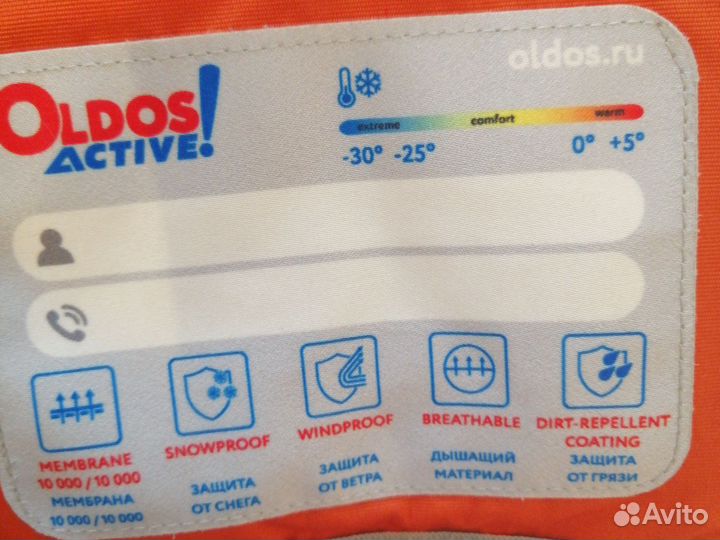 oldos.ru
OLDOS
ACTIVE!
extreme comfort warm
-30° -25° 0° +5°
MEMBRANE
10 000 / 10 000
МЕМБРАНА
10 000 / 10 000
SNOWPROOF
ЗАЩИТА
ОТ СНЕГА
WINDPROOF
ЗАЩИТА
ОТ ВЕТРА
BREATHABLE
ДЫШАЩИЙ
МАТЕРИАЛ
DIRT-REPELLENT
COATING
ЗАЩИТА
ОТ ГРЯЗИ
Avito